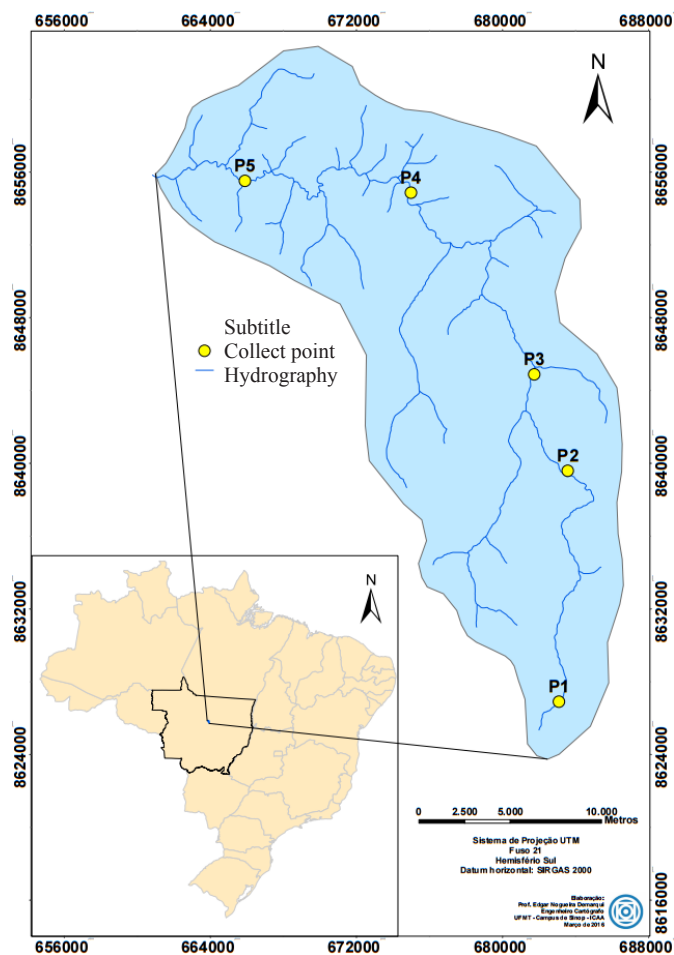 656000 664000 672000 680000 688000
N
8656000 8656000
P5
P4
8648000 8648000
Subtitle
Collect point
Hydrography
P3
8640000 8640000
P2
N
8632000 8632000
P1
8624000 8624000
0 2.500 5.000 10.000
Metros
Sistema de Projeção UTM
Fuso 21
Hemisfério Sul
Datum horizontal: SIRGAS 2000
Elaboração:
Prof. Edgar Nogueira Demarqui
Engenheiro Cartógrafo
UFMT - Campus de Sinop - ICAA
Março de 2016
8616000 8616000
656000 664000 672000 680000 688000